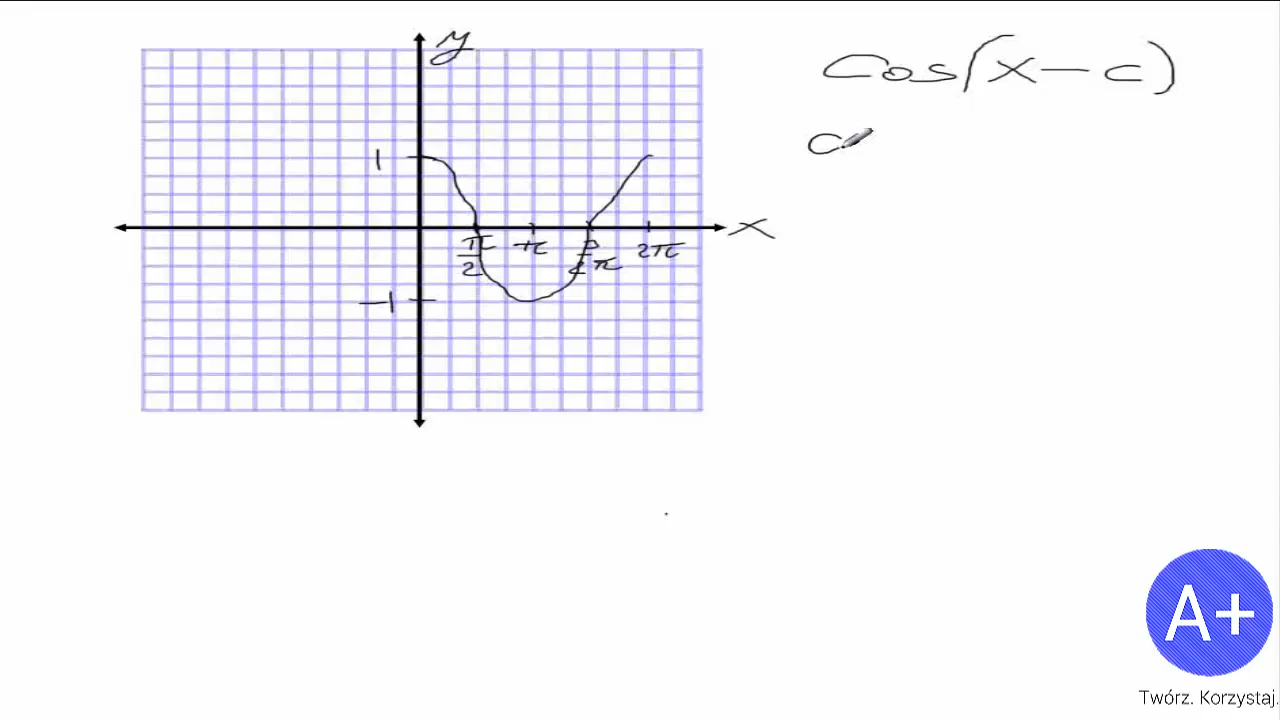 y
cos(x-c)
c
1
x
π/2 π π 2π
-1
A+
Twórz. Korzystaj.